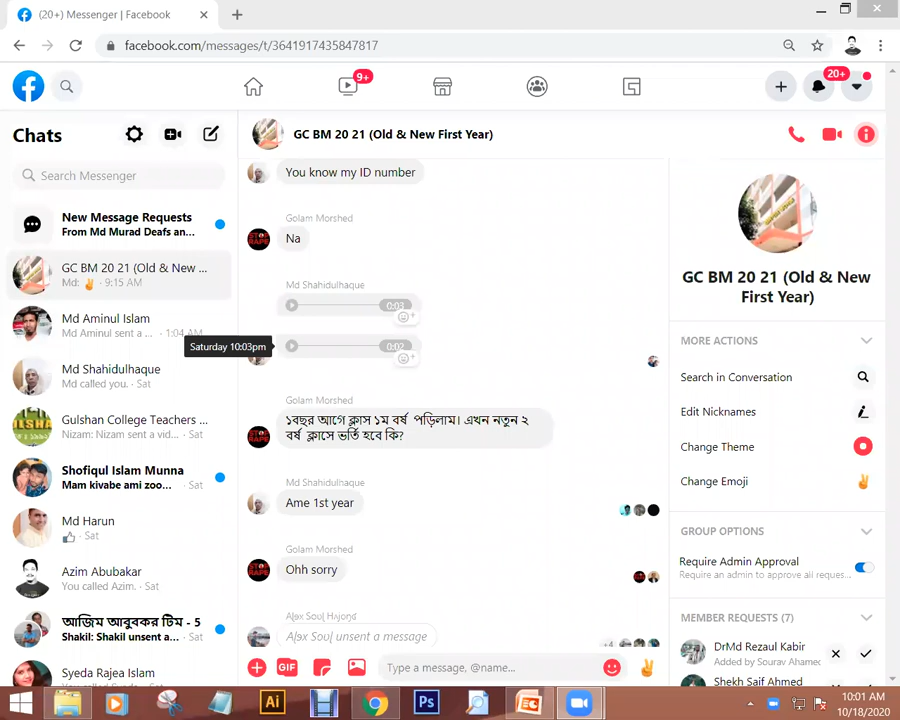 (20+) Messenger | Facebook
facebook.com/messages/t/3641917435847817
9+
20+
Chats
GC BM 20 21 (Old & New First Year)
Search Messenger
New Message Requests
From Md Murad Deafs an...
GC BM 20 21 (Old & New ...
Md: ✌ · 9:15 AM
Md Aminul Islam
Md Aminul sent a ... · 1:04 AM
Md Shahidulhaque
Md called you. · Sat
Gulshan College Teachers ...
Nizam: Nizam sent a vid... · Sat
Shofiqul Islam Munna
Mam kivabe ami zoo... · Sat
Md Harun
· Sat
Azim Abubakar
You called Azim. · Sat
আজিম আবুবকর টিম - 5
Shakil: Shakil unsent a... · Sat
Syeda Rajea Islam
You know my ID number
Golam Morshed
Na
Md Shahidulhaque
0:03
Saturday 10:03pm
0:02
Golam Morshed
১বছর আগে ক্লাস ১ম বর্ষ পড়িলাম। এখন নতুন ২
বর্ষ ক্লাসে ভর্তি হবে কি?
Md Shahidulhaque
Ame 1st year
Golam Morshed
Ohh sorry
unsent a message
GIF
Type a message, @name...
GC BM 20 21 (Old & New
First Year)
MORE ACTIONS
Search in Conversation
Edit Nicknames
Change Theme
Change Emoji
GROUP OPTIONS
Require Admin Approval
Require an admin to approve all reques...
MEMBER REQUESTS (7)
DrMd Rezaul Kabir
Added by Sourav Ahamed
Shekh Saif Ahmed
STOP
RAPE
Ai
Ps
10:01 AM
10/18/2020